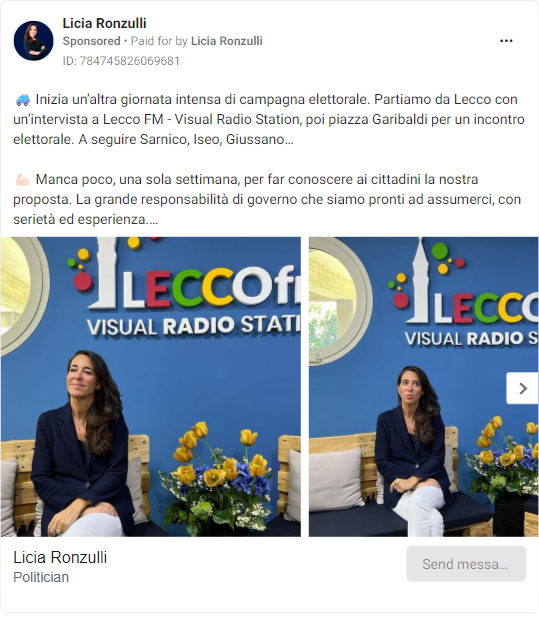 Licia Ronzulli
Sponsored • Paid for by Licia Ronzulli
ID: 784745826069681
🚙 Inizia un’altra giornata intensa di campagna elettorale. Partiamo da Lecco con
un’intervista a Lecco FM - Visual Radio Station, poi piazza Garibaldi per un incontro
elettorale. A seguire Sarnico, Iseo, Giussano…
💪🏻 Manca poco, una sola settimana, per far conoscere ai cittadini la nostra
proposta. La grande responsabilità di governo che siamo pronti ad assumerci, con
serietà ed esperienza.…
LECCOf
VISUAL RADIO STATI
LECCO
VISUAL RADIO S
Licia Ronzulli
Politician
Send messa...